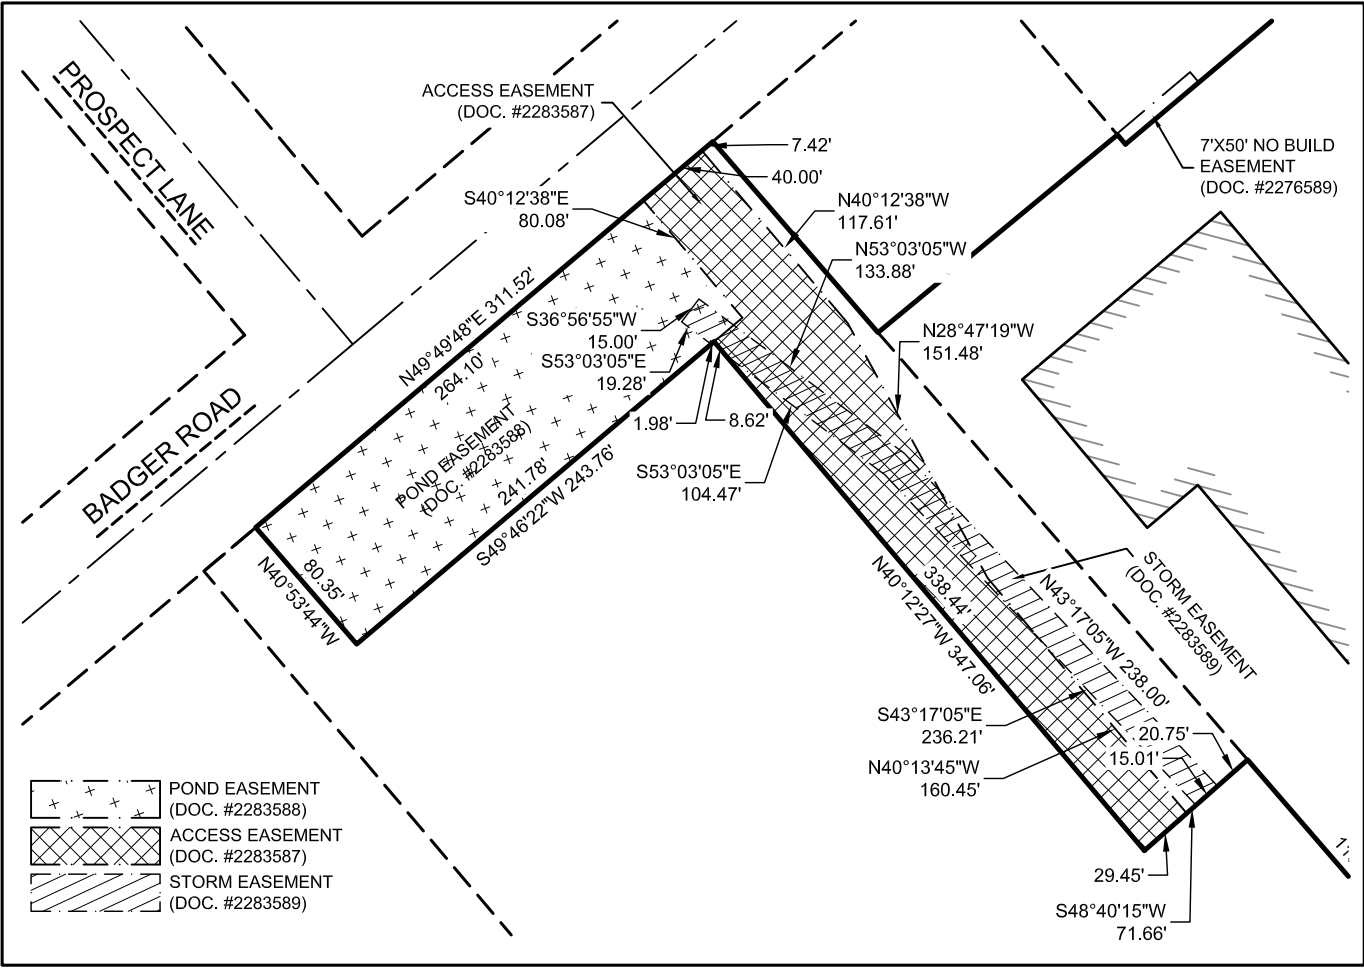 PROSPECT LANE
ACCESS EASEMENT
(DOC. #2283587)
7.42'
40.00'
7'X50' NO BUILD
EASEMENT
(DOC. #2276589)
S40°12'38"E
80.08'
N40°12'38"W
117.61'
N53°03'05"W
133.88'
N49°49'48"E 311.52'
264.10'
S36°56'55"W
15.00'
S53°03'05"E
19.28'
N28°47'19"W
151.48'
BADGER ROAD
1.98'
8.62'
POND EASEMENT
(DOC. #2283588)
241.78'
S49°46'22"W 243.76'
S53°03'05"E
104.47'
80.35'
N40°53'44"W
338.44'
N40°12'27"W 347.06'
STORM EASEMENT
(DOC. #2283589)
N43°17'05"W 238.00'
S43°17'05"E
236.21'
N40°13'45"W
160.45'
20.75'
15.01'
29.45'
S48°40'15"W
71.66'
POND EASEMENT
(DOC. #2283588)
ACCESS EASEMENT
(DOC. #2283587)
STORM EASEMENT
(DOC. #2283589)